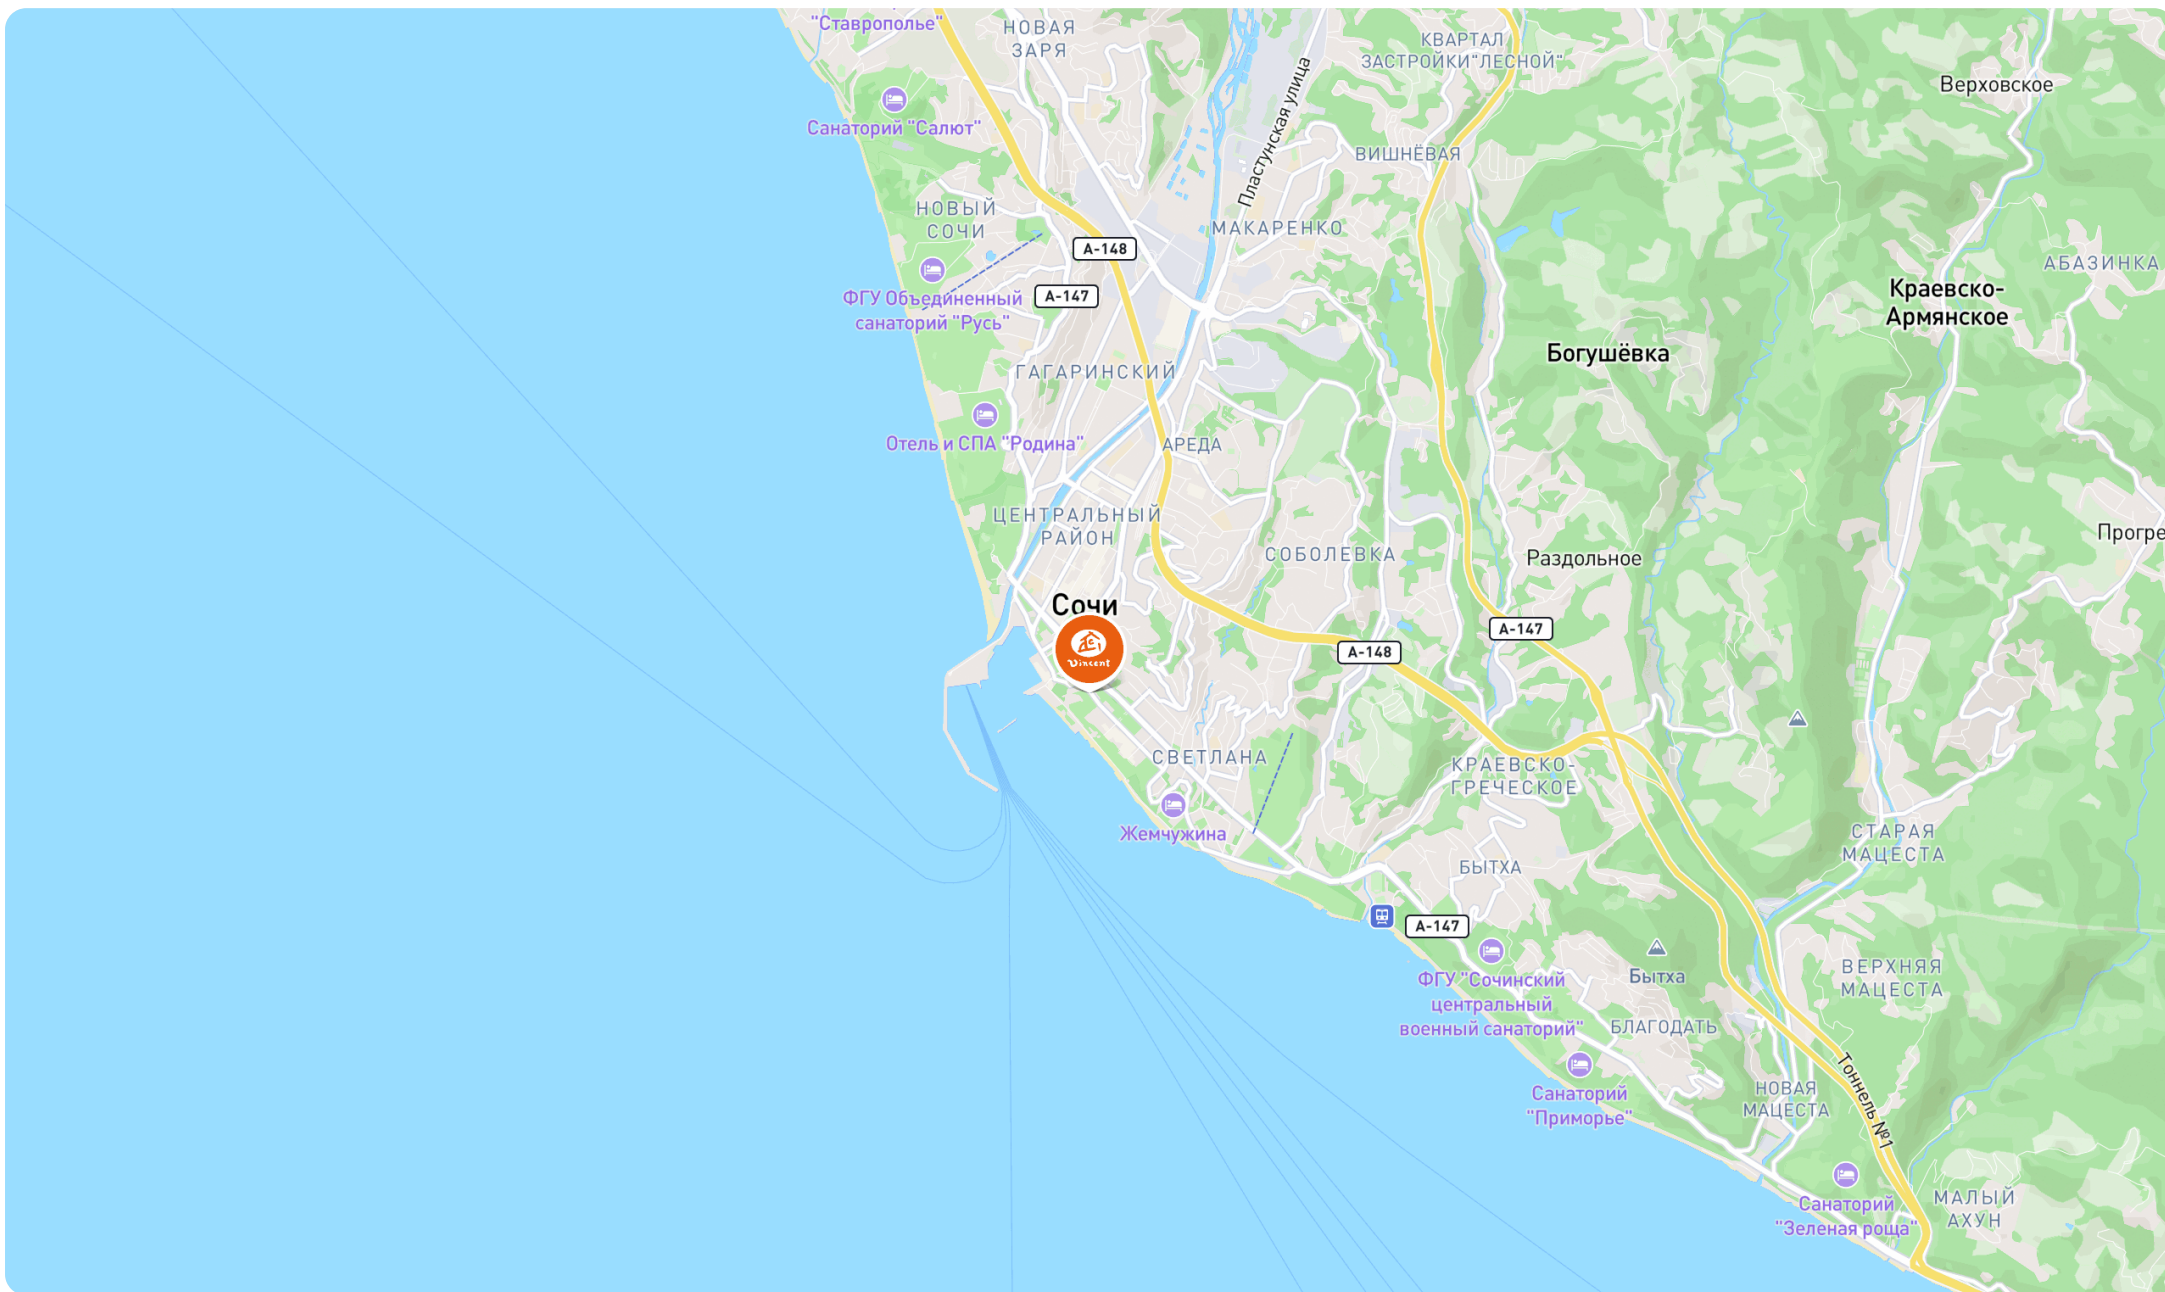 "Ставрополье"
НОВАЯ
ЗАРЯ
КВАРТАЛ
ЗАСТРОЙКИ"ЛЕСНОЙ"
Верховское
Санаторий "Салют"
Пластунская улица
ВИШНЁВАЯ
НОВЫЙ
СОЧИ
МАКАРЕНКО
А-148
АБАЗИНКА
ФГУ Объединенный
санаторий "Русь"
А-147
Краевско-
Армянское
Богушёвка
ГАГАРИНСКИЙ
Отель и СПА "Родина"
АРЕДА
ЦЕНТРАЛЬНЫЙ
РАЙОН
Прогре
СОБОЛЕВКА
Раздольное
Сочи
Vincent
А-147
А-148
СВЕТЛАНА
КРАЕВСКО-
ГРЕЧЕСКОЕ
Жемчужина
СТАРАЯ
МАЦЕСТА
БЫТХА
А-147
ФГУ "Сочинский
центральный
военный санаторий"
Бытха
ВЕРХНЯЯ
МАЦЕСТА
БЛАГОДАТЬ
Санаторий
"Приморье"
НОВАЯ
МАЦЕСТА
Тоннель №1
Санаторий
"Зеленая роща"
МАЛЫЙ
АХУН